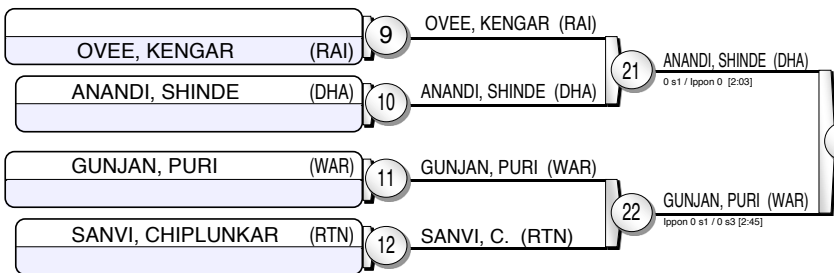 OVEE, KENGAR (RAI)
9
OVEE, KENGAR (RAI)
ANANDI, SHINDE (DHA)
10
ANANDI, SHINDE (DHA)
21
ANANDI, SHINDE (DHA)
0 s1 / Ippon 0 [2:03]
GUNJAN, PURI (WAR)
11
GUNJAN, PURI (WAR)
SANVI, CHIPLUNKAR (RTN)
12
SANVI, C. (RTN)
22
GUNJAN, PURI (WAR)
Ippon 0 s1 / 0 s3 [2:45]